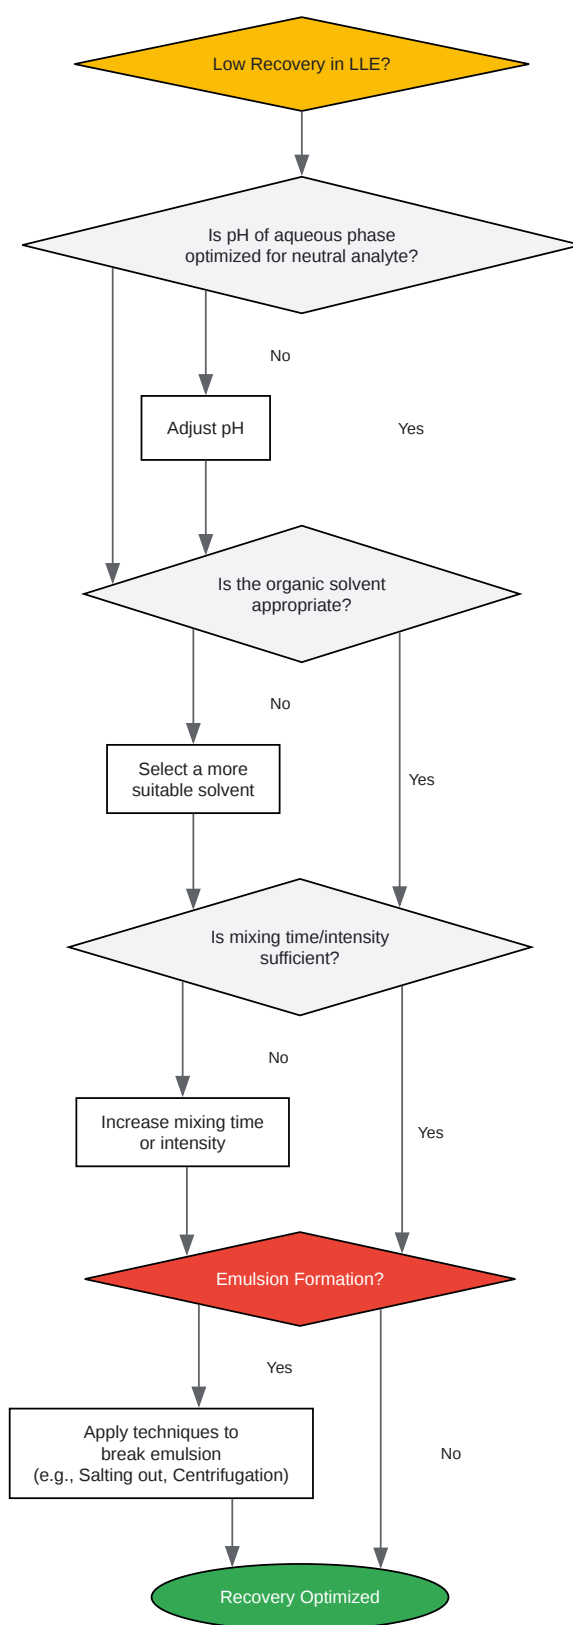 Low Recovery in LLE?
Is pH of aqueous phase
optimized for neutral analyte?
No
Adjust pH
Yes
Is the organic solvent
appropriate?
No
Select a more
suitable solvent
Yes
Is mixing time/intensity
sufficient?
No
Increase mixing time
or intensity
Yes
Emulsion Formation?
Yes
Apply techniques to
break emulsion
(e.g., Salting out, Centrifugation)
No
Recovery Optimized